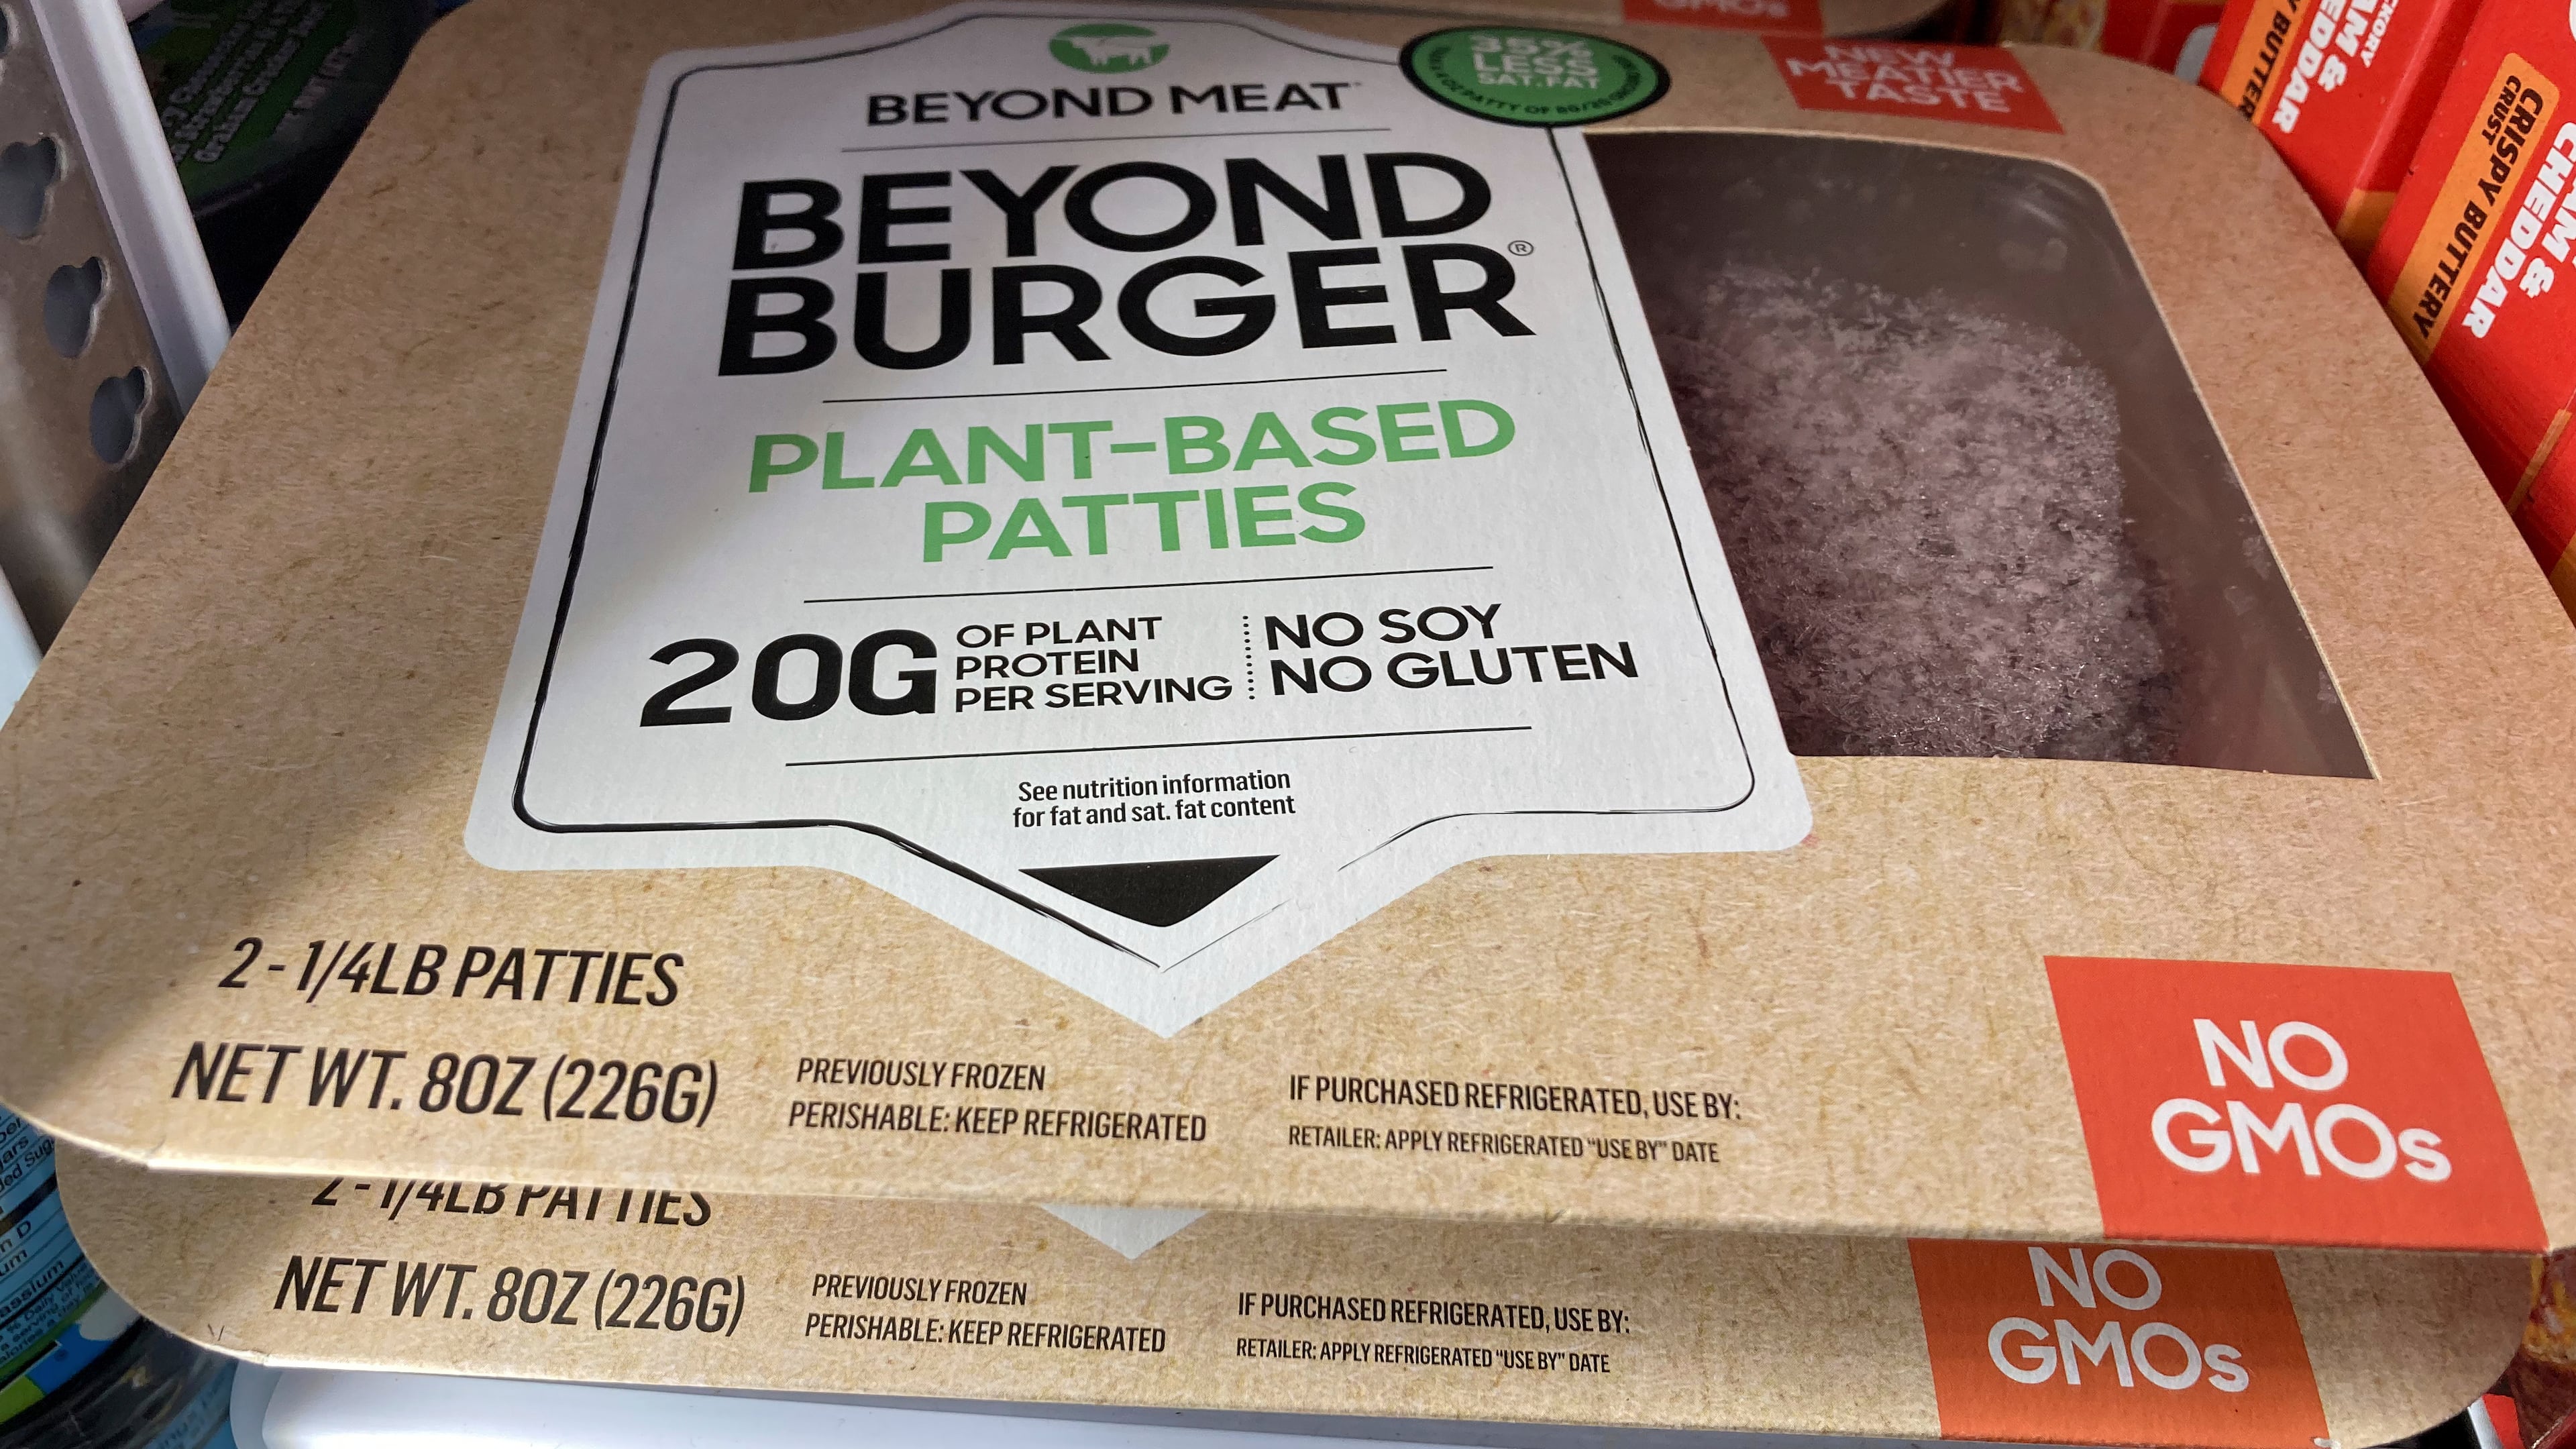 GMOs
35%
LESS
SAT. FAT
NEW
MEATIER
TASTE
BEYOND MEAT
BEYOND
BURGER®
PLANT-BASED
PATTIES
20G OF PLANT
PROTEIN
PER SERVING
NO SOY
NO GLUTEN
See nutrition information
for fat and sat. fat content
2 - 1/4LB PATTIES
NET WT. 8OZ (226G)
PREVIOUSLY FROZEN
PERISHABLE: KEEP REFRIGERATED
IF PURCHASED REFRIGERATED, USE BY:
RETAILER: APPLY REFRIGERATED “USE BY” DATE
NO
GMOs
2 - 1/4LB PATTIES
NET WT. 8OZ (226G)
PREVIOUSLY FROZEN
PERISHABLE: KEEP REFRIGERATED
IF PURCHASED REFRIGERATED, USE BY:
RETAILER: APPLY REFRIGERATED “USE BY” DATE
NO
GMOs
CRISPY BUTTERY
CRUST
CHEDDAR